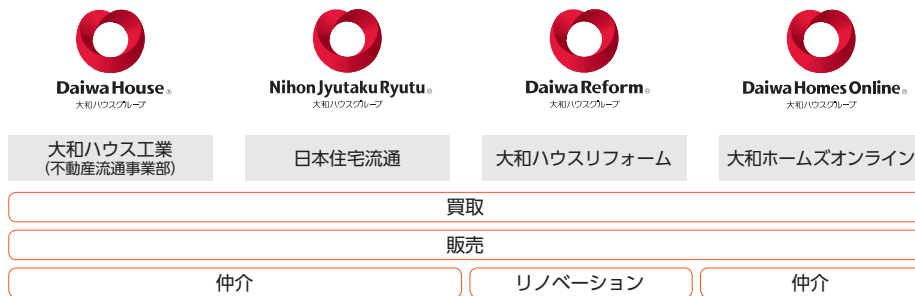 Daiwa House®
大和ハウスグループ
Nihon Jyutaku Ryutu®
大和ハウスグループ
Daiwa Reform®
大和ハウスグループ
Daiwa Homes Online®
大和ハウスグループ
大和ハウス工業
(不動産流通事業部)
日本住宅流通
大和ハウスリフォーム
大和ホームズオンライン
買取
販売
仲介
リノベーション
仲介